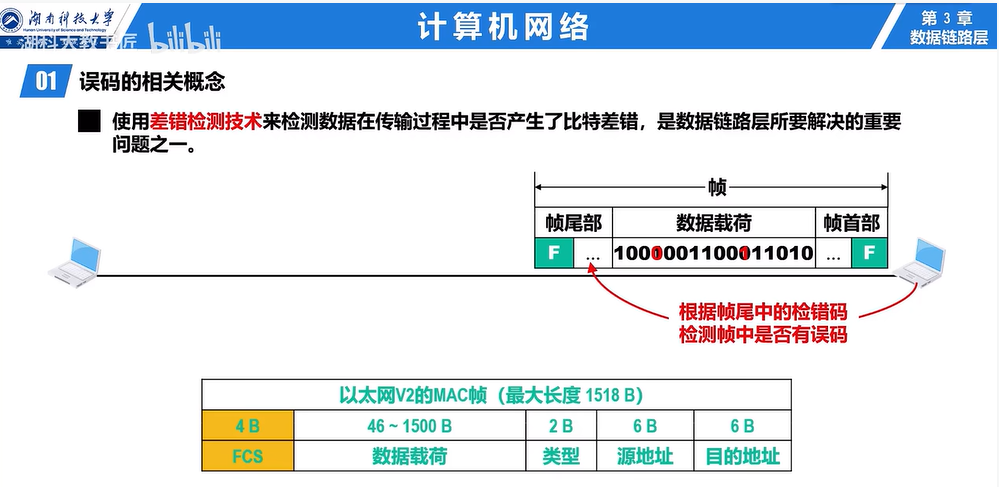 湖南科技大学
Hunan University of Science and Technology
湖科大教书匠 bilibili
计算机网络
第 3 章
数据链路层
01 误码的相关概念
使用差错检测技术来检测数据在传输过程中是否产生了比特差错，是数据链路层所要解决的重要
问题之一。
帧
帧尾部 数据载荷 帧首部
F ... ... F
根据帧尾中的检错码
检测帧中是否有误码
以太网V2的MAC帧（最大长度 1518 B）
4 B 46 ~ 1500 B 2 B 6 B 6 B
FCS 数据载荷 类型 源地址 目的地址